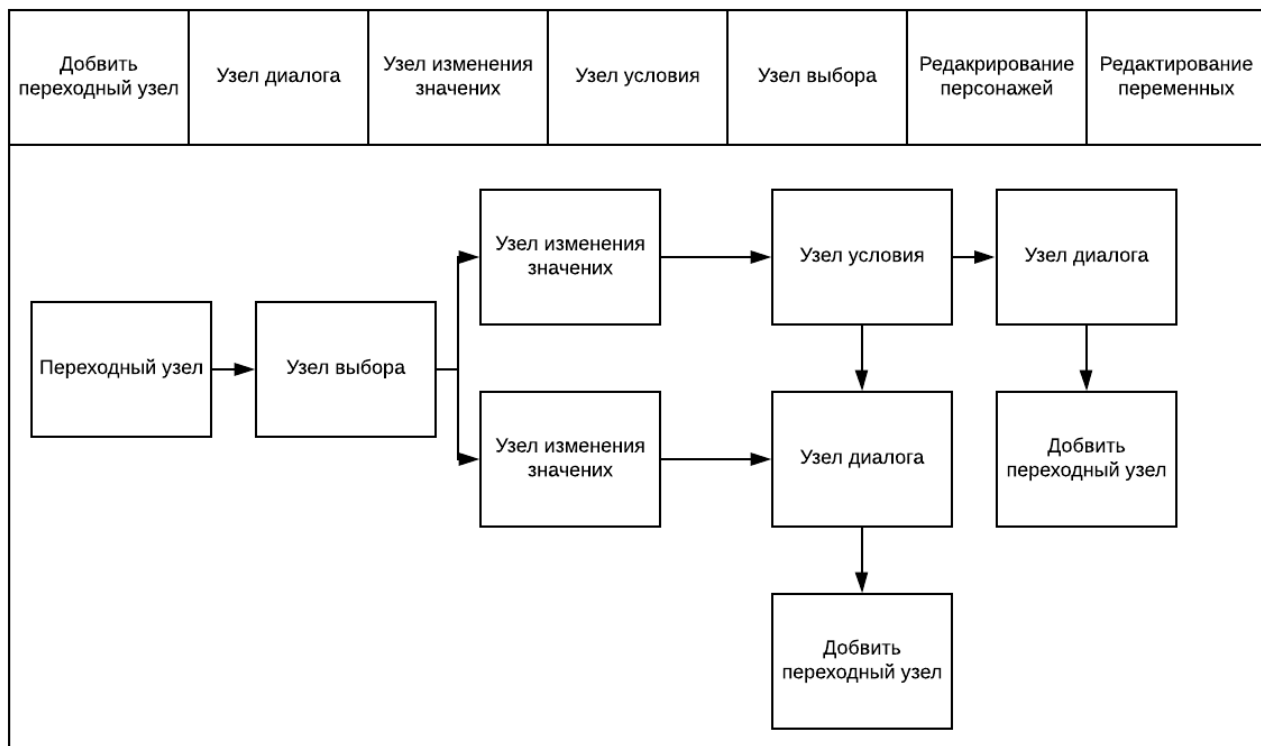 Добвить
переходный узел
Узел диалога
Узел изменения
значених
Узел условия
Узел выбора
Редакрирование
персонажей
Редактирование
переменных
Узел изменения
значених
Узел условия
Узел диалога
Переходный узел
Узел выбора
Узел изменения
значених
Узел диалога
Добвить
переходный узел
Добвить
переходный узел